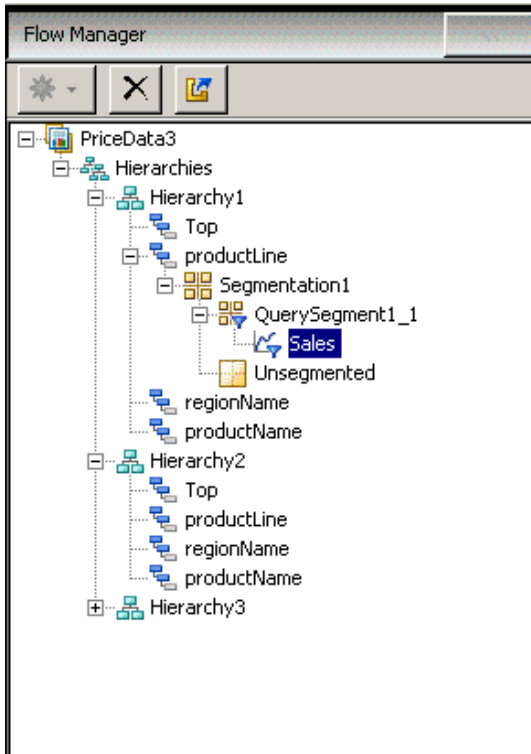 Flow Manager
PriceData3
Hierarchies
Hierarchy1
Top
productLine
Segmentation1
QuerySegment1_1
Sales
Unsegmented
regionName
productName
Hierarchy2
Top
productLine
regionName
productName
Hierarchy3